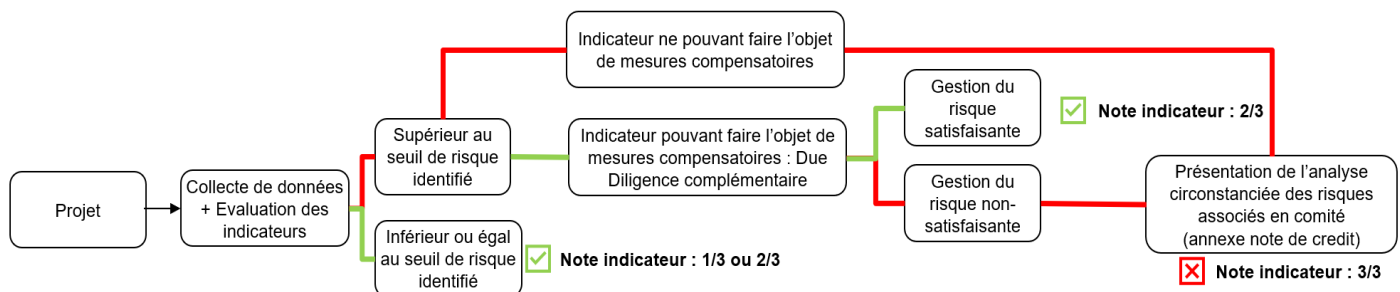 Projet
Collecte de données
+ Evaluation des
indicateurs
Supérieur au
seuil de risque
identifié
Inférieur ou égal
au seuil de risque
identifié
Note indicateur : 1/3 ou 2/3
Indicateur ne pouvant faire l’objet
de mesures compensatoires
Indicateur pouvant faire l’objet de
mesures compensatoires : Due
Diligence complémentaire
Gestion du
risque
satisfaisante
Note indicateur : 2/3
Gestion du
risque non-
satisfaisante
Présentation de l’analyse
circonstanciée des risques
associés en comité
(annexe note de credit)
Note indicateur : 3/3